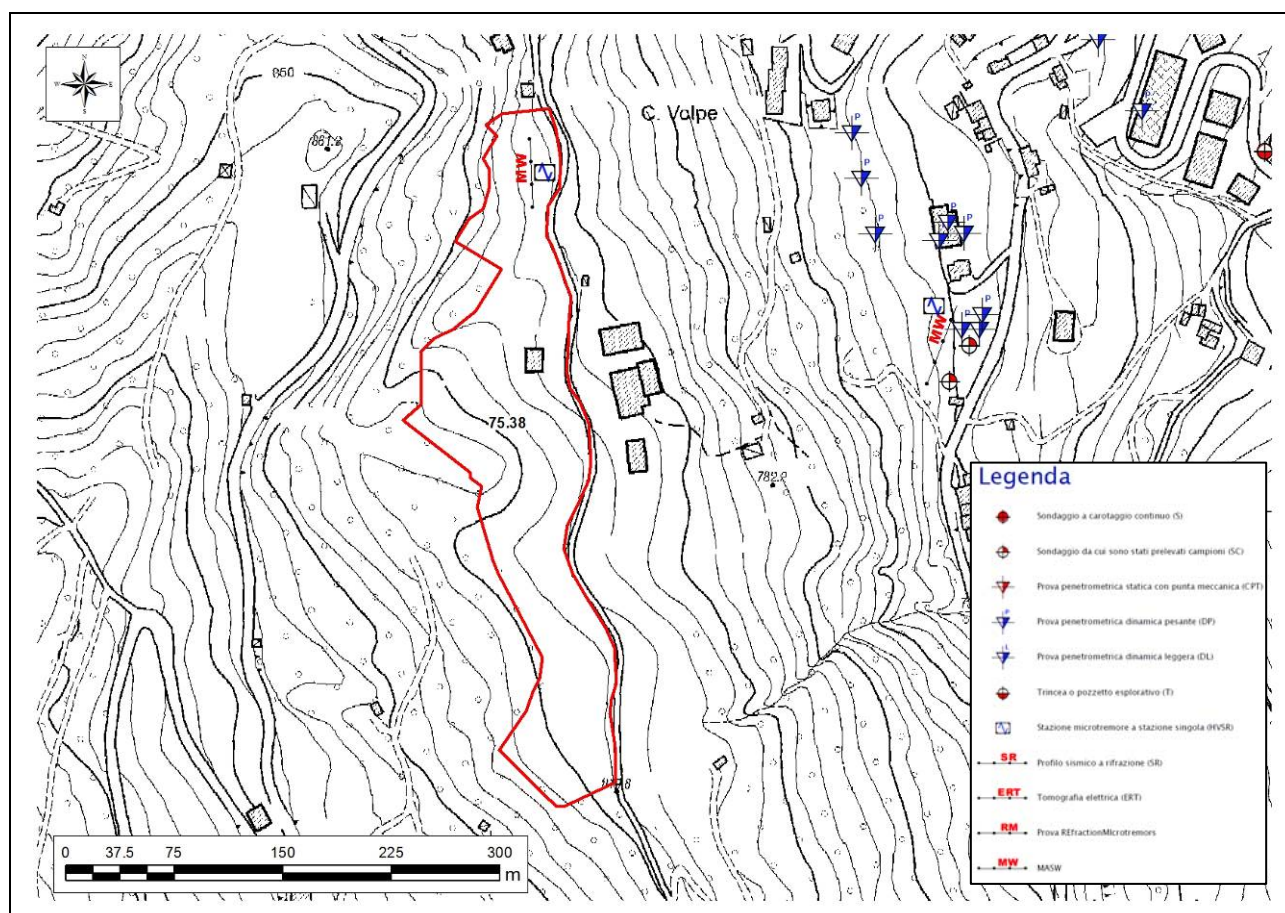 N
W
E
S
850
861.2
C. Volpe
MW
P
P
P
P
P
P
MW
P
P
75.38
782.2
Legenda
Sondaggio a carotaggio continuo (S)
Sondaggio da cui sono stati prelevati campioni (SC)
Prova penetrometrica statica con punta meccanica (CPT)
P
Prova penetrometrica dinamica pesante (DP)
Prova penetrometrica dinamica leggera (DL)
Trincea o pozzetto esplorativo (T)
Stazione microtremore a stazione singola (HVSR)
SR
Profilo sismico a rifrazione (SR)
ERT
Tomografia elettrica (ERT)
RM
Prova REfractionMIcrotremors
MW
MASW
0 37.5 75 150 225 300
m